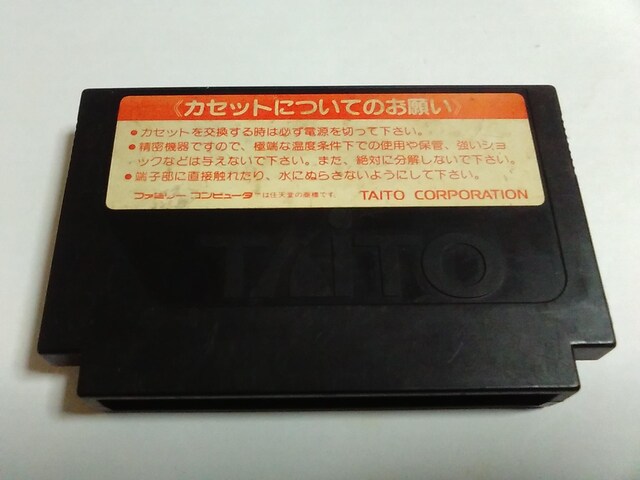 《カセットについてのお願い》
●カセットを交換する時は必ず電源を切って下さい。
●精密機器ですので、極端な温度条件下での使用や保管、強いショ
ックなどは与えないで下さい。また、絶対に分解しないで下さい。
●端子部に直接触れたり、水にぬらさないようにして下さい。
ファミリーコンピュータ™は任天堂の商標です。 TAITO CORPORATION
TAITO